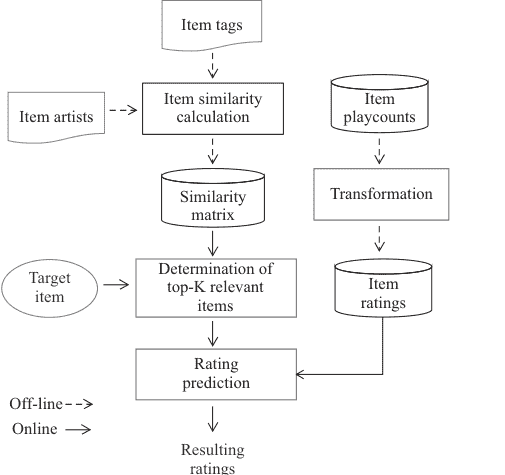 Item tags
Item artists
Item similarity
calculation
Item
playcounts
Similarity
matrix
Transformation
Target
item
Determination of
top-K relevant
items
Item
ratings
Rating
prediction
Off-line
Online
Resulting
ratings